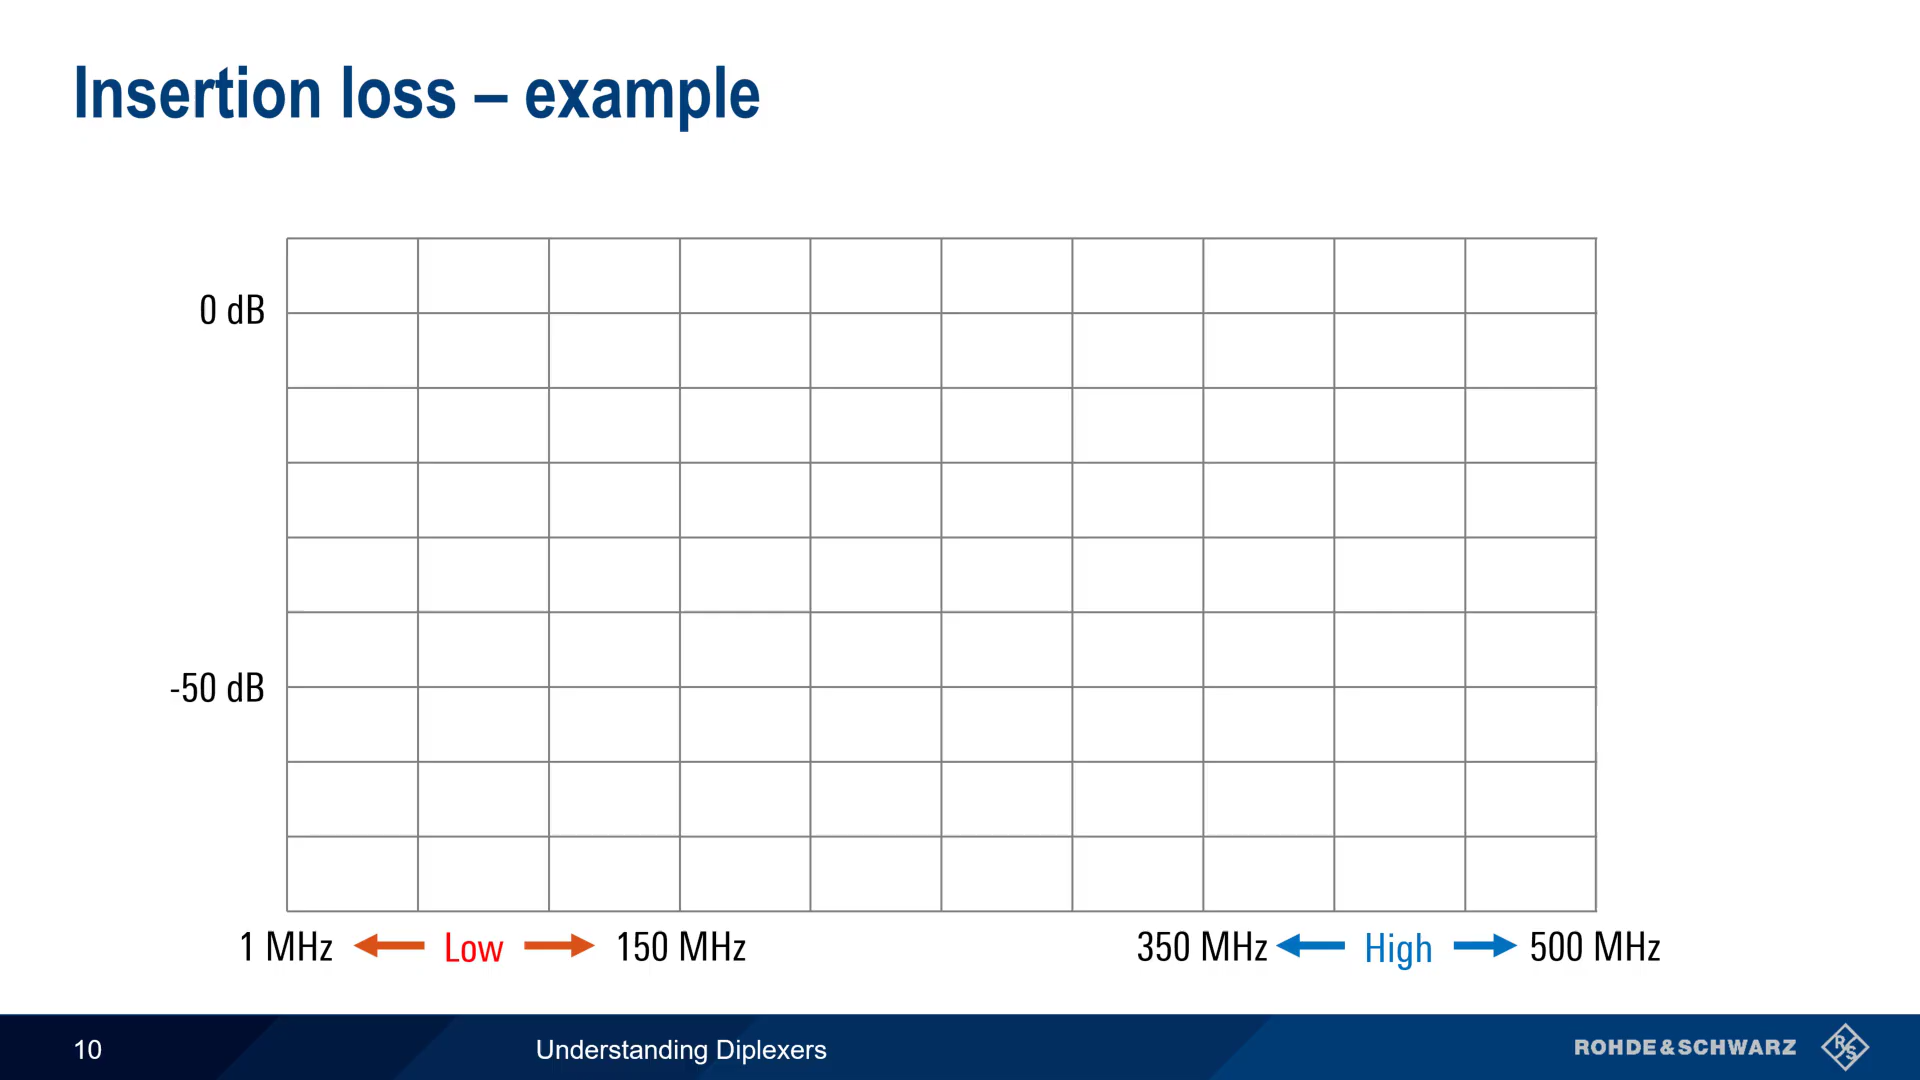 Insertion loss – example
0 dB
-50 dB
1 MHz Low 150 MHz 350 MHz High 500 MHz
10 Understanding Diplexers ROHDE&SCHWARZ R&S